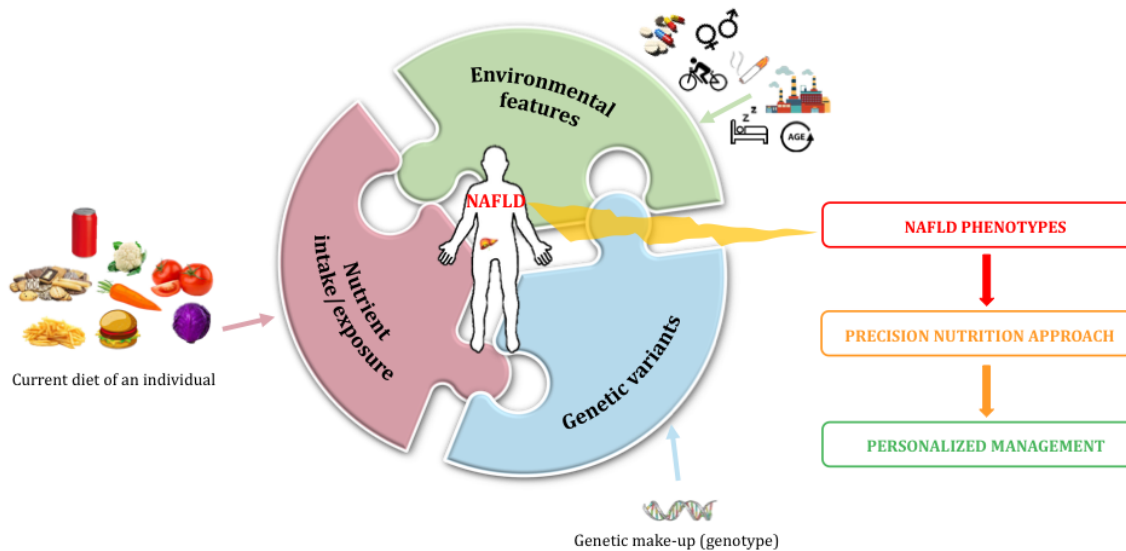 Environmental
features
Z
Z
AGE
NAFLD
NAFLD PHENOTYPES
Nutrient
intake/exposure
PRECISION NUTRITION APPROACH
Current diet of an individual
Genetic variants
PERSONALIZED MANAGEMENT
Genetic make-up (genotype)